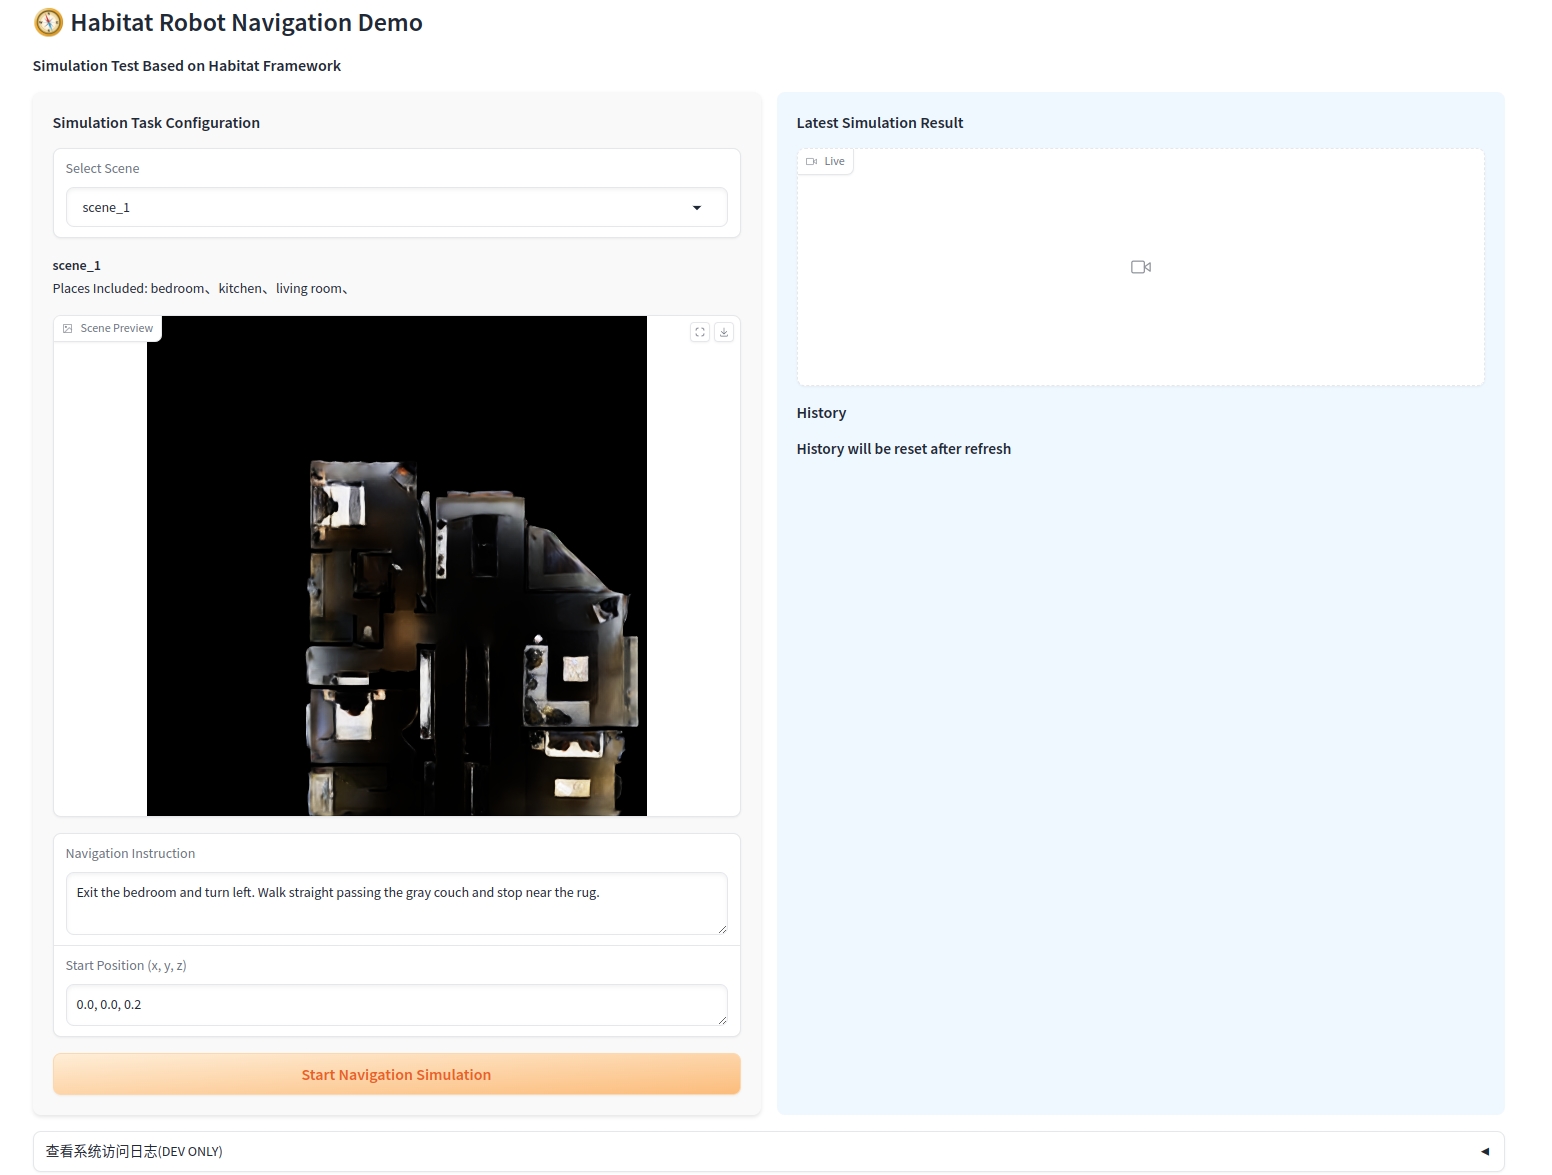 Habitat Robot Navigation Demo
Simulation Test Based on Habitat Framework
Simulation Task Configuration
Select Scene
scene_1
scene_1
Places Included: bedroom、kitchen、living room、
Scene Preview
Navigation Instruction
Exit the bedroom and turn left. Walk straight passing the gray couch and stop near the rug.
Start Position (x, y, z)
0.0, 0.0, 0.2
Start Navigation Simulation
Latest Simulation Result
Live
History
History will be reset after refresh
查看系统访问日志(DEV ONLY)